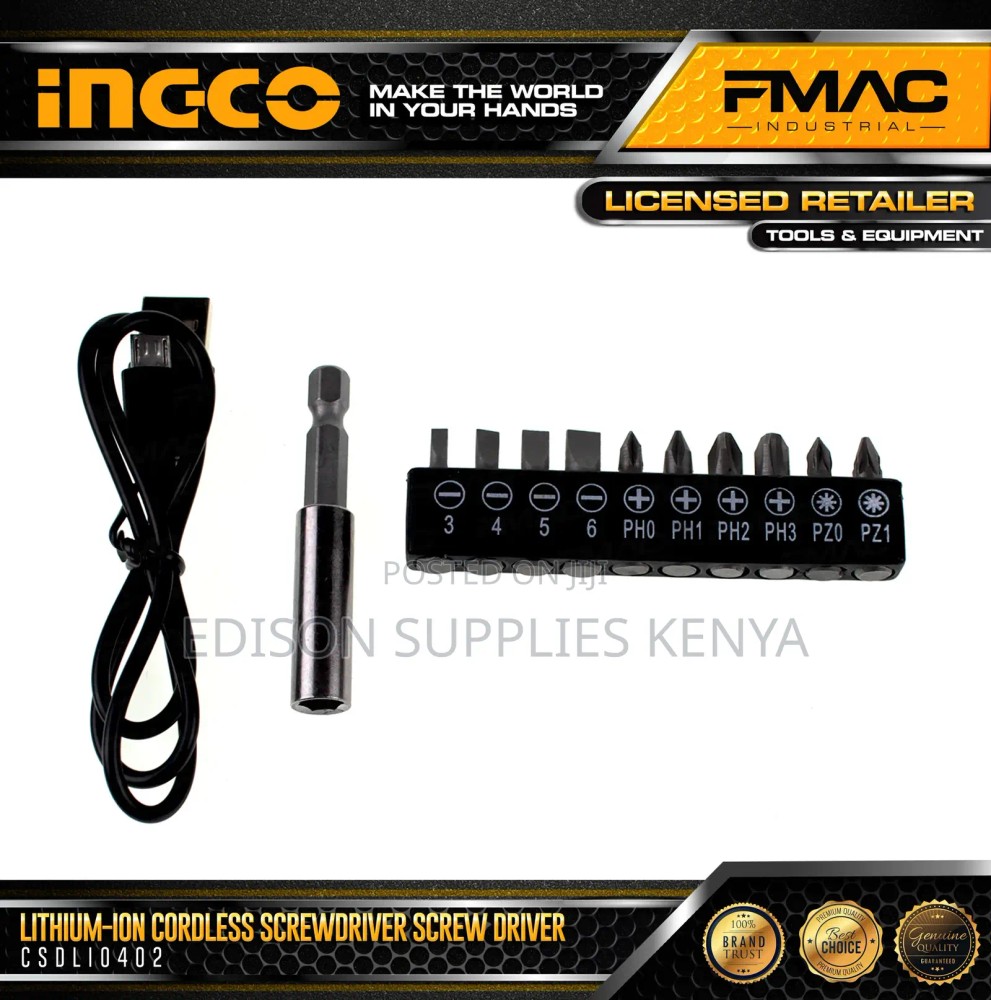 INGCO
MAKE THE WORLD
IN YOUR HANDS
FMAC
INDUSTRIAL
LICENSED RETAILER
TOOLS & EQUIPMENT
3 4 5 6 PH0 PH1 PH2 PH3 PZ0 PZ1
POSTED ON JIJI
EDISON SUPPLIES KENYA
LITHIUM-ION CORDLESS SCREWDRIVER SCREW DRIVER
CSDLI0402
100%
BRAND
TRUST
PREMIUM QUALITY
Best
CHOICE
PREMIUM QUALITY
Genuine
QUALITY
GUARANTEED